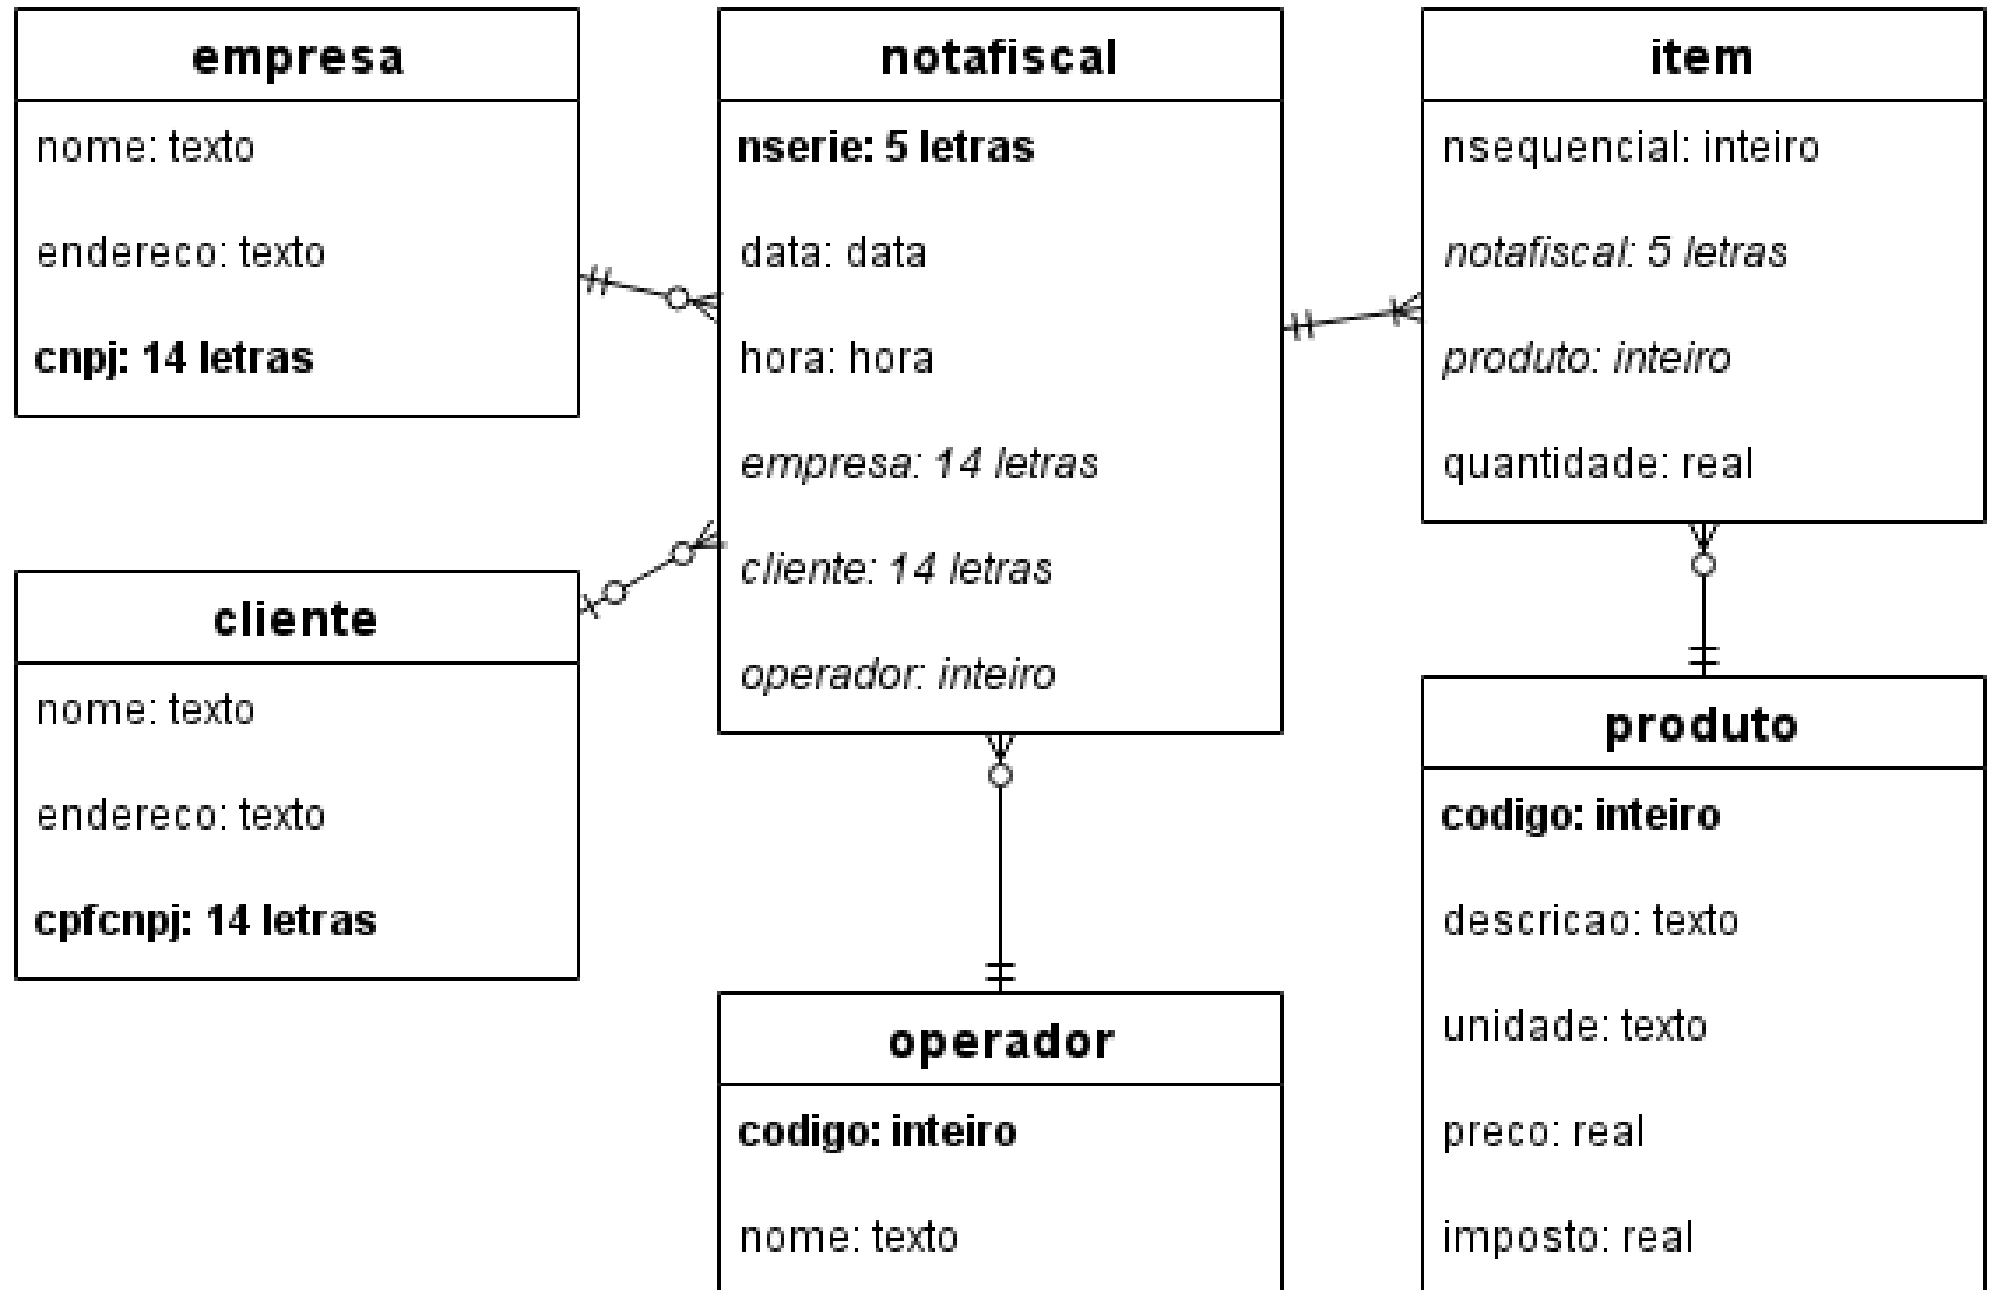 empresa
nome: texto
endereco: texto
cnpj: 14 letras
cliente
nome: texto
endereco: texto
cpfcnpj: 14 letras
notafiscal
nserie: 5 letras
data: data
hora: hora
empresa: 14 letras
cliente: 14 letras
operador: inteiro
operador
codigo: inteiro
nome: texto
item
nsequencial: inteiro
notafiscal: 5 letras
produto: inteiro
quantidade: real
produto
codigo: inteiro
descricao: texto
unidade: texto
preco: real
imposto: real